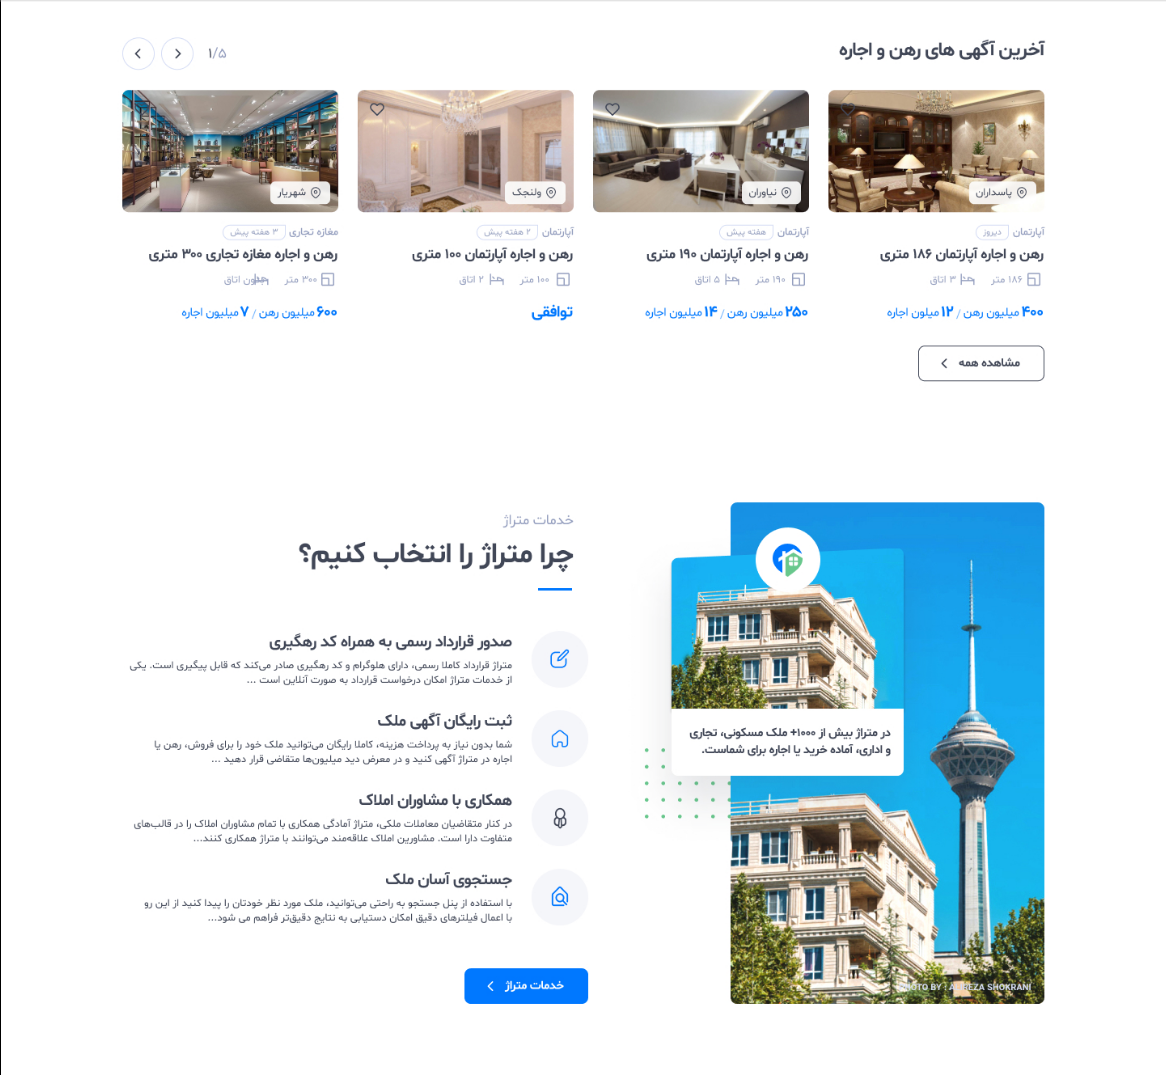 آخرین آگهی های رهن و اجاره
۱/۵
پاسداران
آپارتمان دیروز
رهن و اجاره آپارتمان ۱۸۶ متری
۱۸۶ متر ۳ اتاق
۴۰۰ میلیون رهن / ۱۲ میلون اجاره
نیاوران
آپارتمان هفته پیش
رهن و اجاره آپارتمان ۱۹۰ متری
۱۹۰ متر ۵ اتاق
۲۵۰ میلیون رهن / ۱۴ میلیون اجاره
ولنجک
آپارتمان ۲ هفته پیش
رهن و اجاره آپارتمان ۱۰۰ متری
۱۰۰ متر ۲ اتاق
توافقی
شهریار
مغازه تجاری ۳ هفته پیش
رهن و اجاره مغازه تجاری ۳۰۰ متری
۳۰۰ متر اتاق
۶۰۰ میلیون رهن / ۷ میلیون اجاره
مشاهده همه
در متراژ بیش از ۱۰۰۰+ ملک مسکونی، تجاری
و اداری، آماده خرید یا اجاره برای شماست.
PHOTO BY : SHOKRANI
خدمات متراژ
چرا متراژ را انتخاب کنیم؟
صدور قرارداد رسمی به همراه کد رهگیری
متراژ قرارداد کاملا رسمی، دارای هلوگرام و کد رهگیری صادر می‌کند که قابل پیگیری است. یکی
از خدمات متراژ امکان درخواست قرارداد به صورت آنلاین است ...
ثبت رایگان آگهی ملک
شما بدون نیاز به پرداخت هزینه، کاملا رایگان می‌توانید ملک خود را برای فروش، رهن یا
اجاره در متراژ آگهی کنید و در معرض دید میلیون‌ها متقاضی قرار دهید ...
همکاری با مشاوران املاک
در کنار متقاضیان معاملات ملکی، متراژ آمادگی همکاری با تمام مشاوران املاک را در قالب‌های
متفاوت دارا است. مشاورین املاک علاقه‌مند می‌توانند با متراژ همکاری کنند...
جستجوی آسان ملک
با استفاده از پنل جستجو به راحتی می‌توانید، ملک مورد نظر خودتان را پیدا کنید از این رو
با اعمال فیلترهای دقیق امکان دستیابی به نتایج دقیق‌تر فراهم می شود...
خدمات متراژ